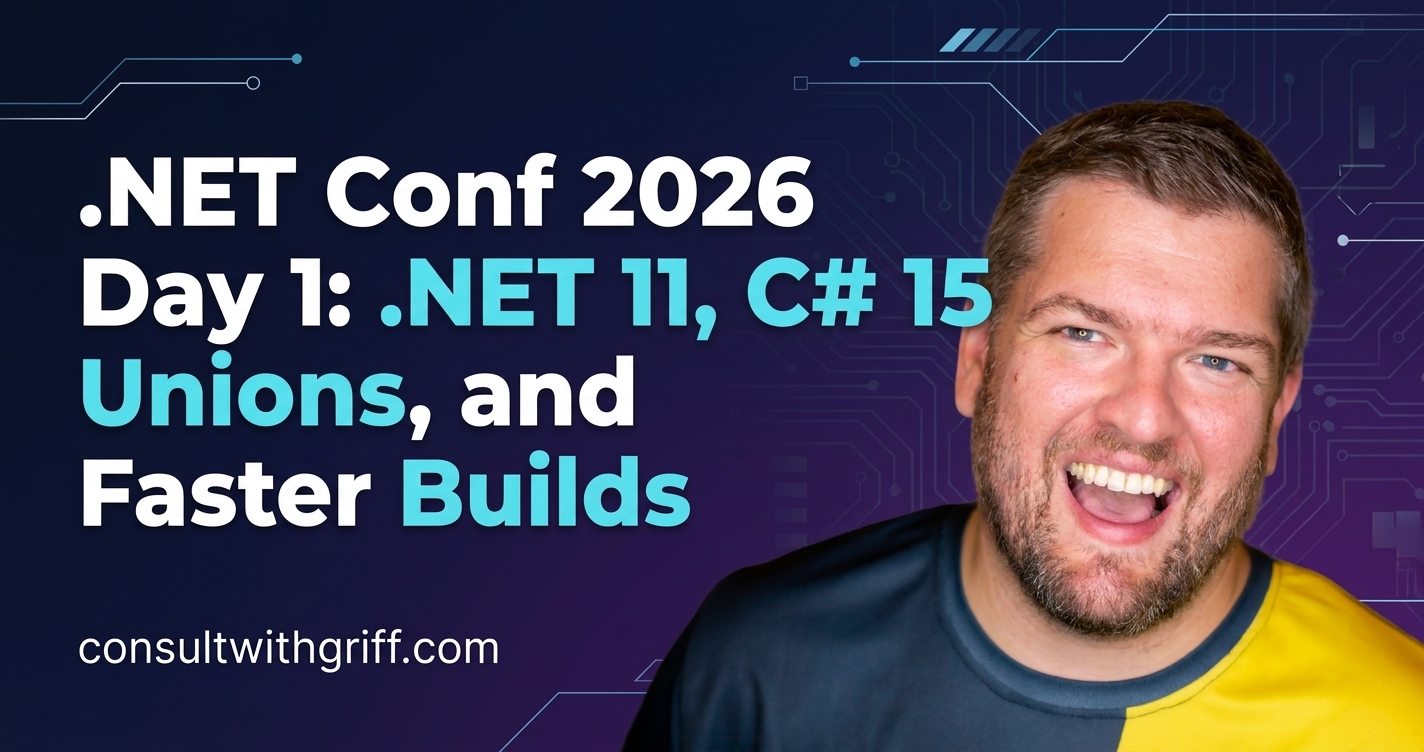 .NET Conf 2026
Day 1: .NET 11, C# 15
Unions, and
Faster Builds
consultwithgriff.com